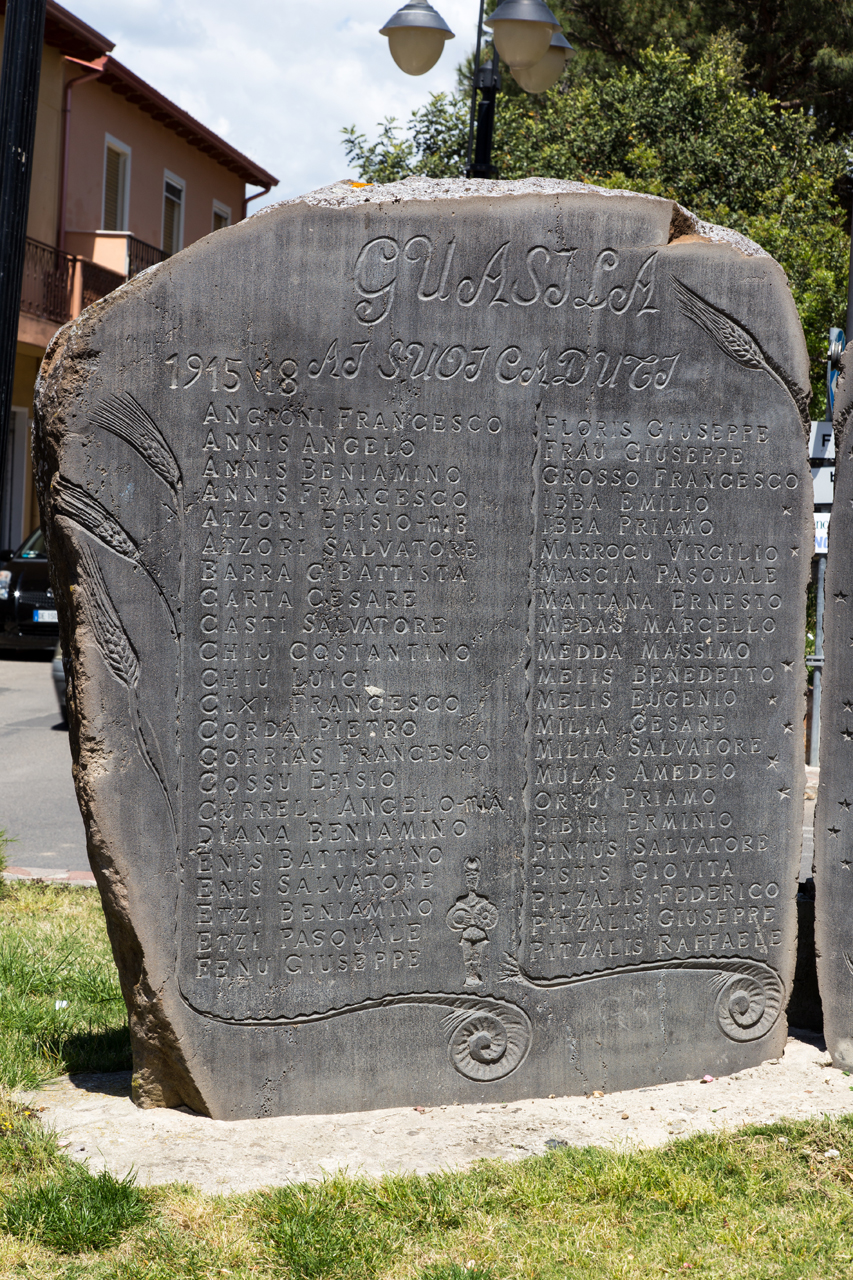 GUASILA
1915 18 AI SUOI CADUTI
ANGIONI FRANCESCO
ANNIS ANGELO
ANNIS BENIAMINO
ANNIS FRANCESCO
ATZORI EFISIO-
ATZORI SALVATORE
BARRA G. BATTISTA
CARTA CESARE
CASTI SALVATORE
CHIU COSTANTINO
CHIU LUIGI
CIXI FRANCESCO
CORDA PIETRO
CORRIAS FRANCESCO
COSSU EFISIO
CURRELI ANGELO-MIA
DIANA BENIAMINO
ENIS BATTISTINO
ENIS SALVATORE
ETZI BENIAMINO
ETZI PASQUALE
FENU GIUSEPPE
FLORIS GIUSEPPE
FRAU GIUSEPPE
GROSSO FRANCESCO
IBBA EMILIO
IBBA PRIAMO
MARROCU VIRGILIO
MASCIA PASQUALE
MATTANA ERNESTO
MEDAS MARCELLO
MEDDA MASSIMO
MELIS BENEDETTO
MELIS EUGENIO
MILIA CESARE
MILIA SALVATORE
MULAS AMEDEO
ORTU PRIAMO
PIBIRI ERMINIO
PINTUS SALVATORE
PISTIS GIOVITA
PITZALIS FEDERICO
PITZALIS GIUSEPPE
PITZALIS RAFFAELE